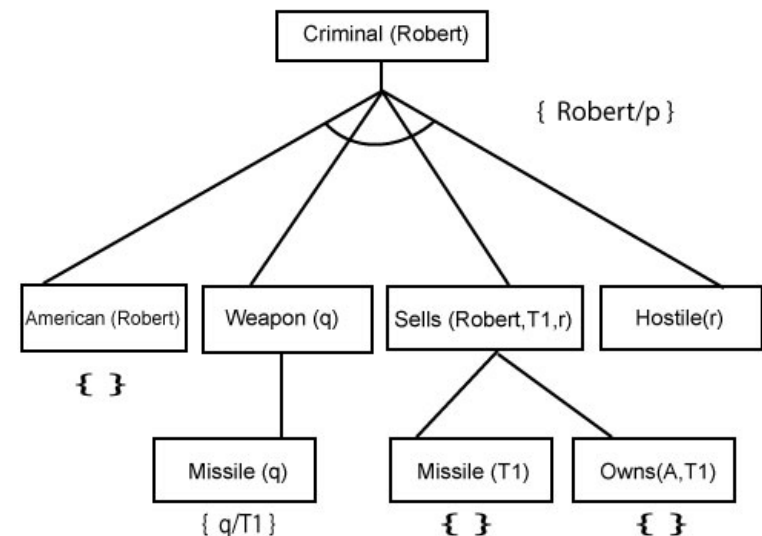 Criminal (Robert)
{ Robert/p }
American (Robert)
Weapon (q)
Sells (Robert,T1,r)
Hostile(r)
{ }
Missile (q)
Missile (T1)
Owns(A,T1)
{ q/T1 }
{ }
{ }